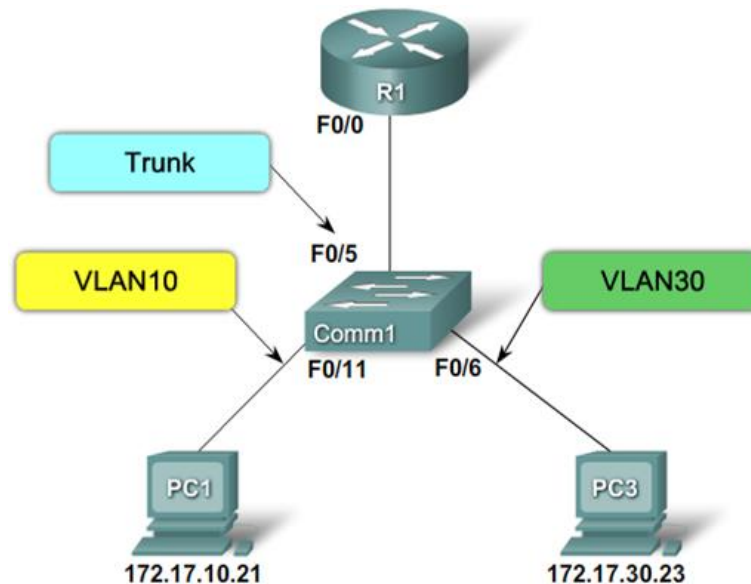 R1
F0/0
Trunk
F0/5
VLAN10
VLAN30
Comm1
F0/11
F0/6
PC1
PC3
172.17.10.21
172.17.30.23